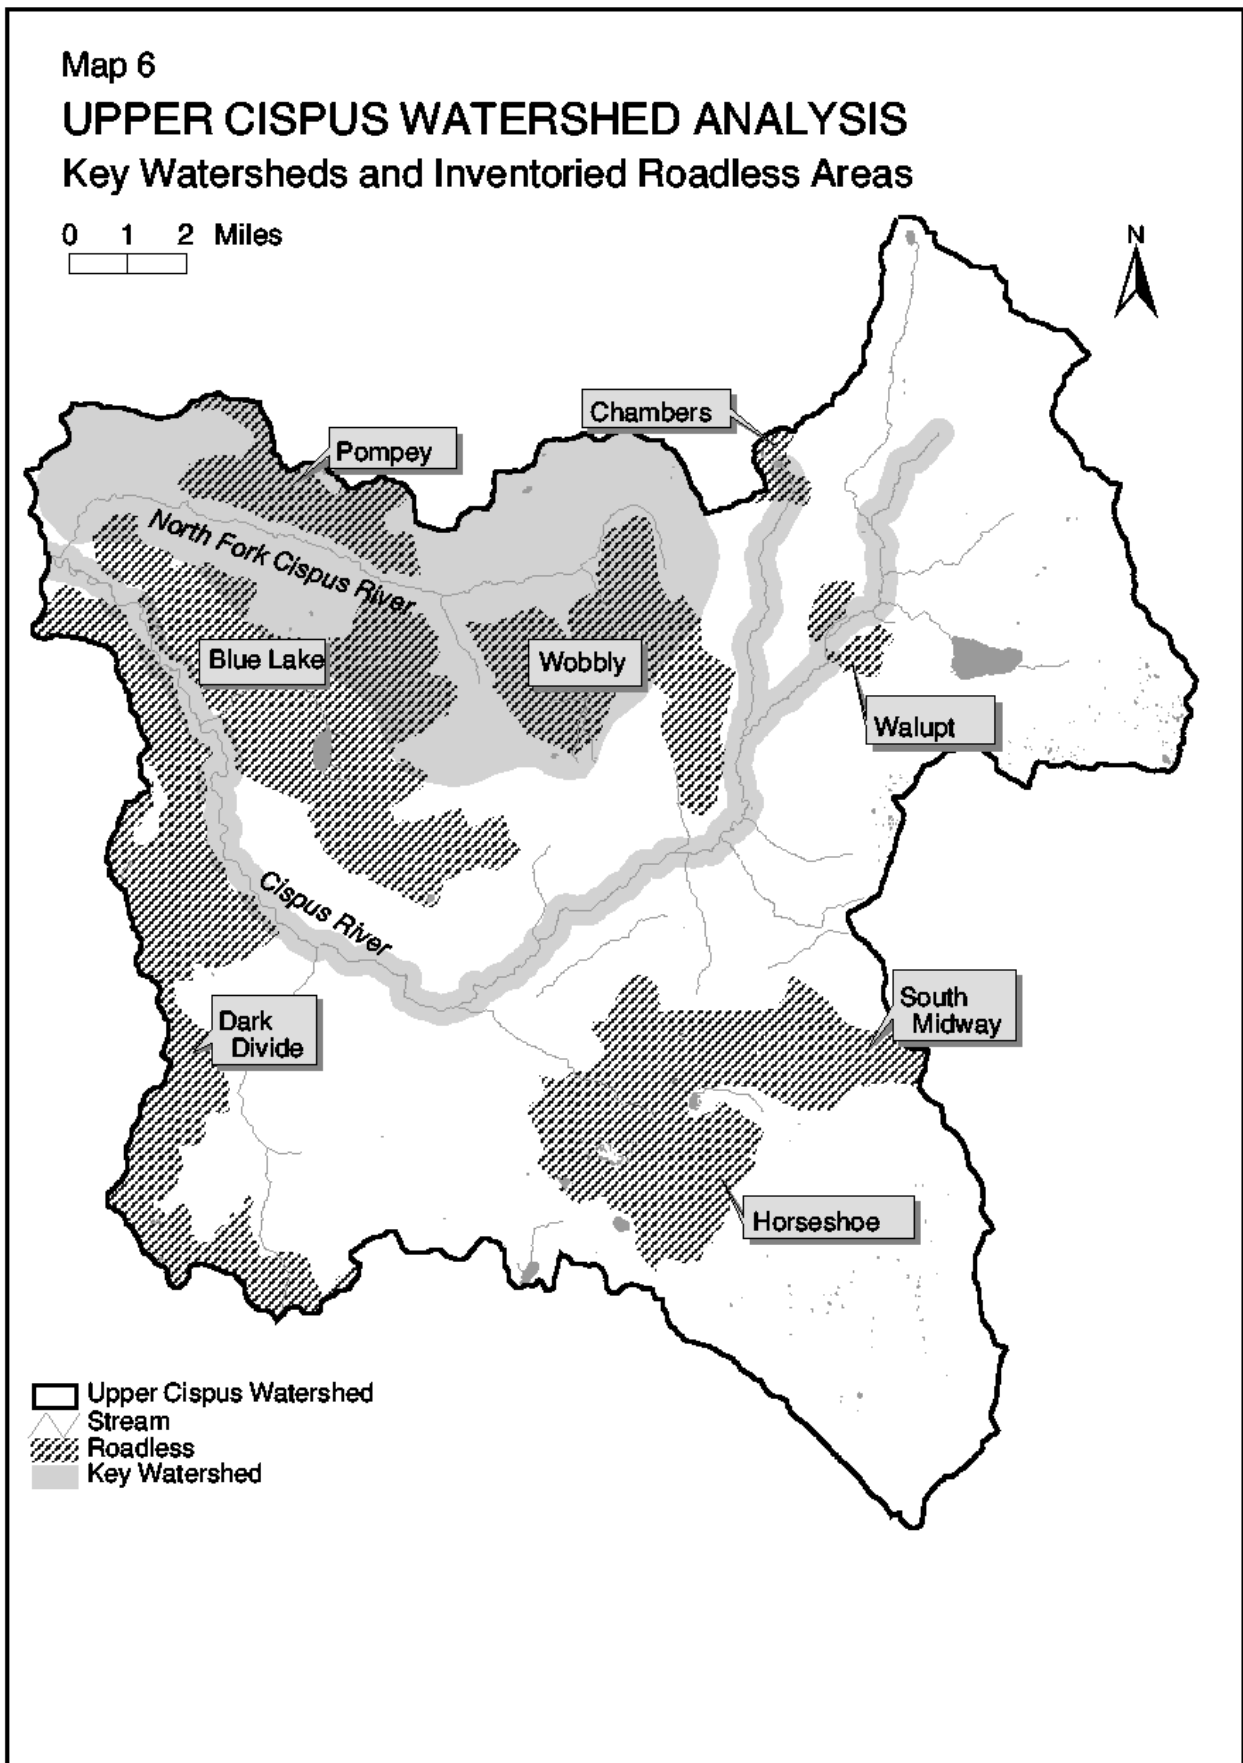 Map 6
UPPER CISPUS WATERSHED ANALYSIS
Key Watersheds and Inventoried Roadless Areas
0 1 2 Miles
N
Chambers
Pompey
North Fork Cispus River
Blue Lake
Wobbly
Walupt
Cispus River
South
Midway
Dark
Divide
Horseshoe
Upper Cispus Watershed
Stream
Roadless
Key Watershed